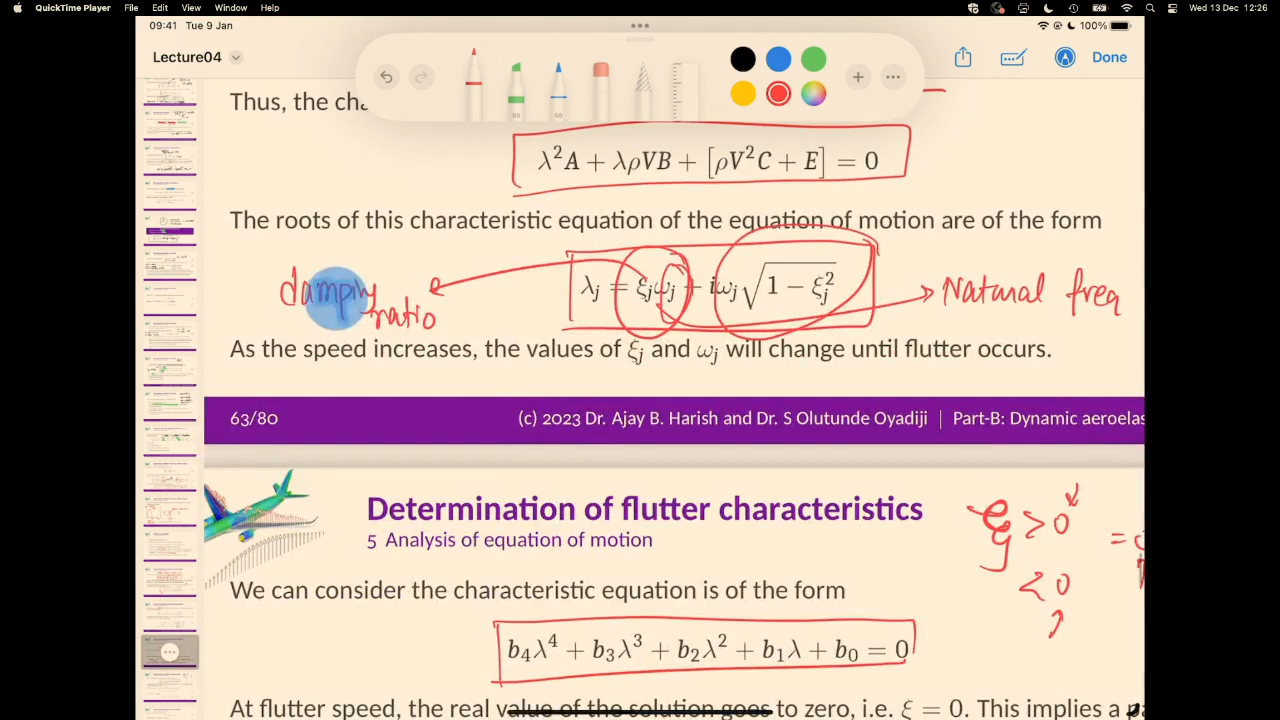 QuickTime Player File Edit View Window Help Wed 13 Dec 12:26
09:41 Tue 9 Jan 100%
Lecture04 Done
80 60
Thus, the cha
λ²A + λρVB + [ρV²C + E] = 0
The roots of this characteristic equation of the equation of motion are of the form
damping ratio
λⱼ = ξⱼωⱼ + iωⱼ√(1 − ξⱼ²)
Natural freq
As the speed increases, the value of ξⱼ and ωⱼ will change until flutter occurs.
63/80 (c) 2023 Dr. Ajay B. Harish and Dr. S Olutunde Oyadiji | Part-B: Dynamic aeroelas
Determination of flutter characteristics
5 Analysis of equation of motion
= 0
< 0
We can consider the characteristic equation is of the form
b₄λ⁴ + b₃λ³ + b₂λ² + b₁λ + b₀ = 0
At flutter speed, the real value of the solution goes to zero, i.e. ξ = 0. This implies a